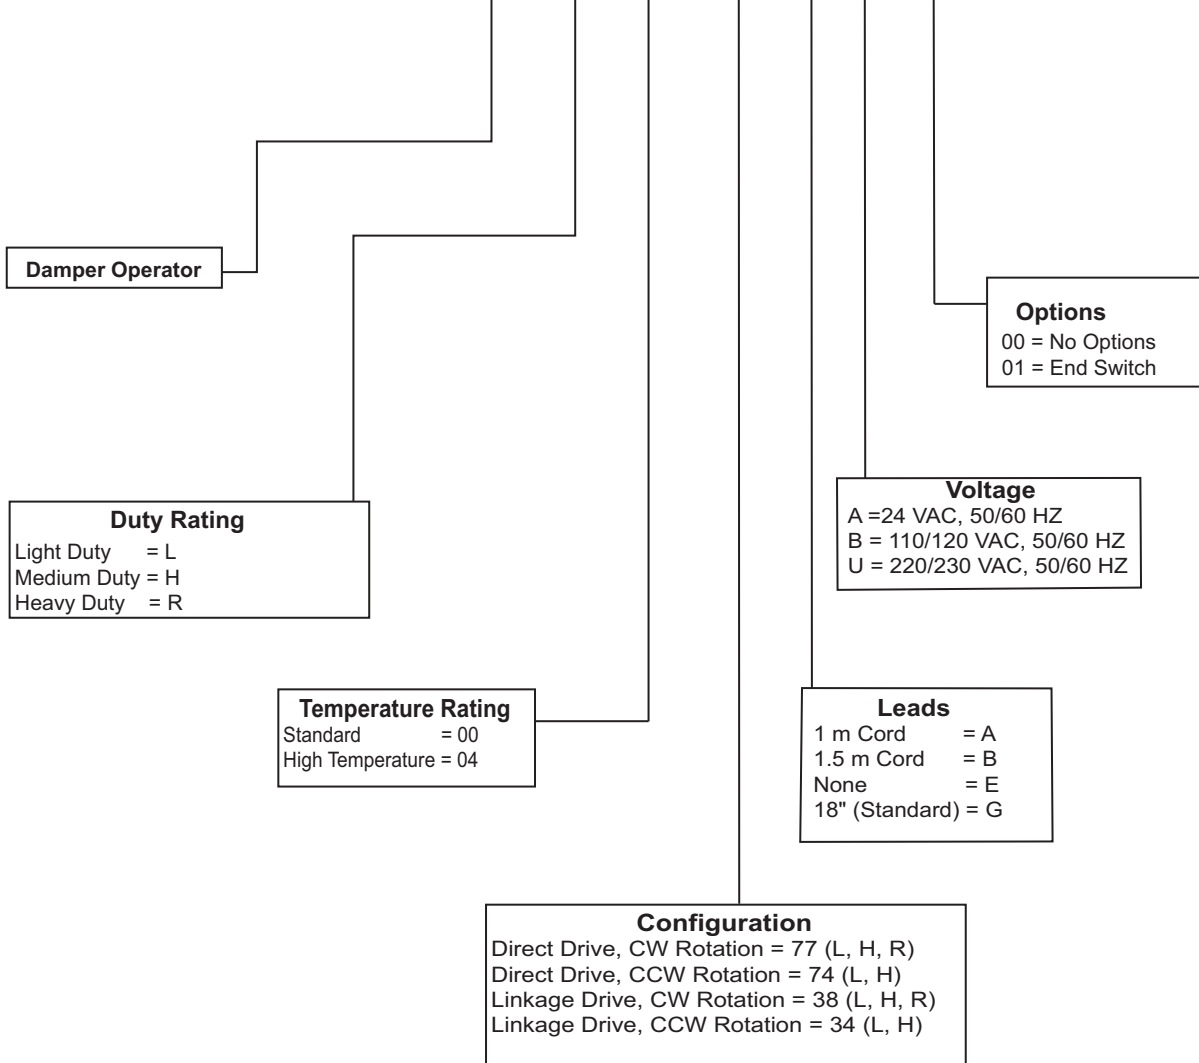 Damper Operator
Options
00 = No Options
01 = End Switch
Duty Rating
Light Duty = L
Medium Duty = H
Heavy Duty = R
Voltage
A =24 VAC, 50/60 HZ
B = 110/120 VAC, 50/60 HZ
U = 220/230 VAC, 50/60 HZ
Temperature Rating
Standard = 00
High Temperature = 04
Leads
1 m Cord = A
1.5 m Cord = B
None = E
18" (Standard) = G
Configuration
Direct Drive, CW Rotation = 77 (L, H, R)
Direct Drive, CCW Rotation = 74 (L, H)
Linkage Drive, CW Rotation = 38 (L, H, R)
Linkage Drive, CCW Rotation = 34 (L, H)